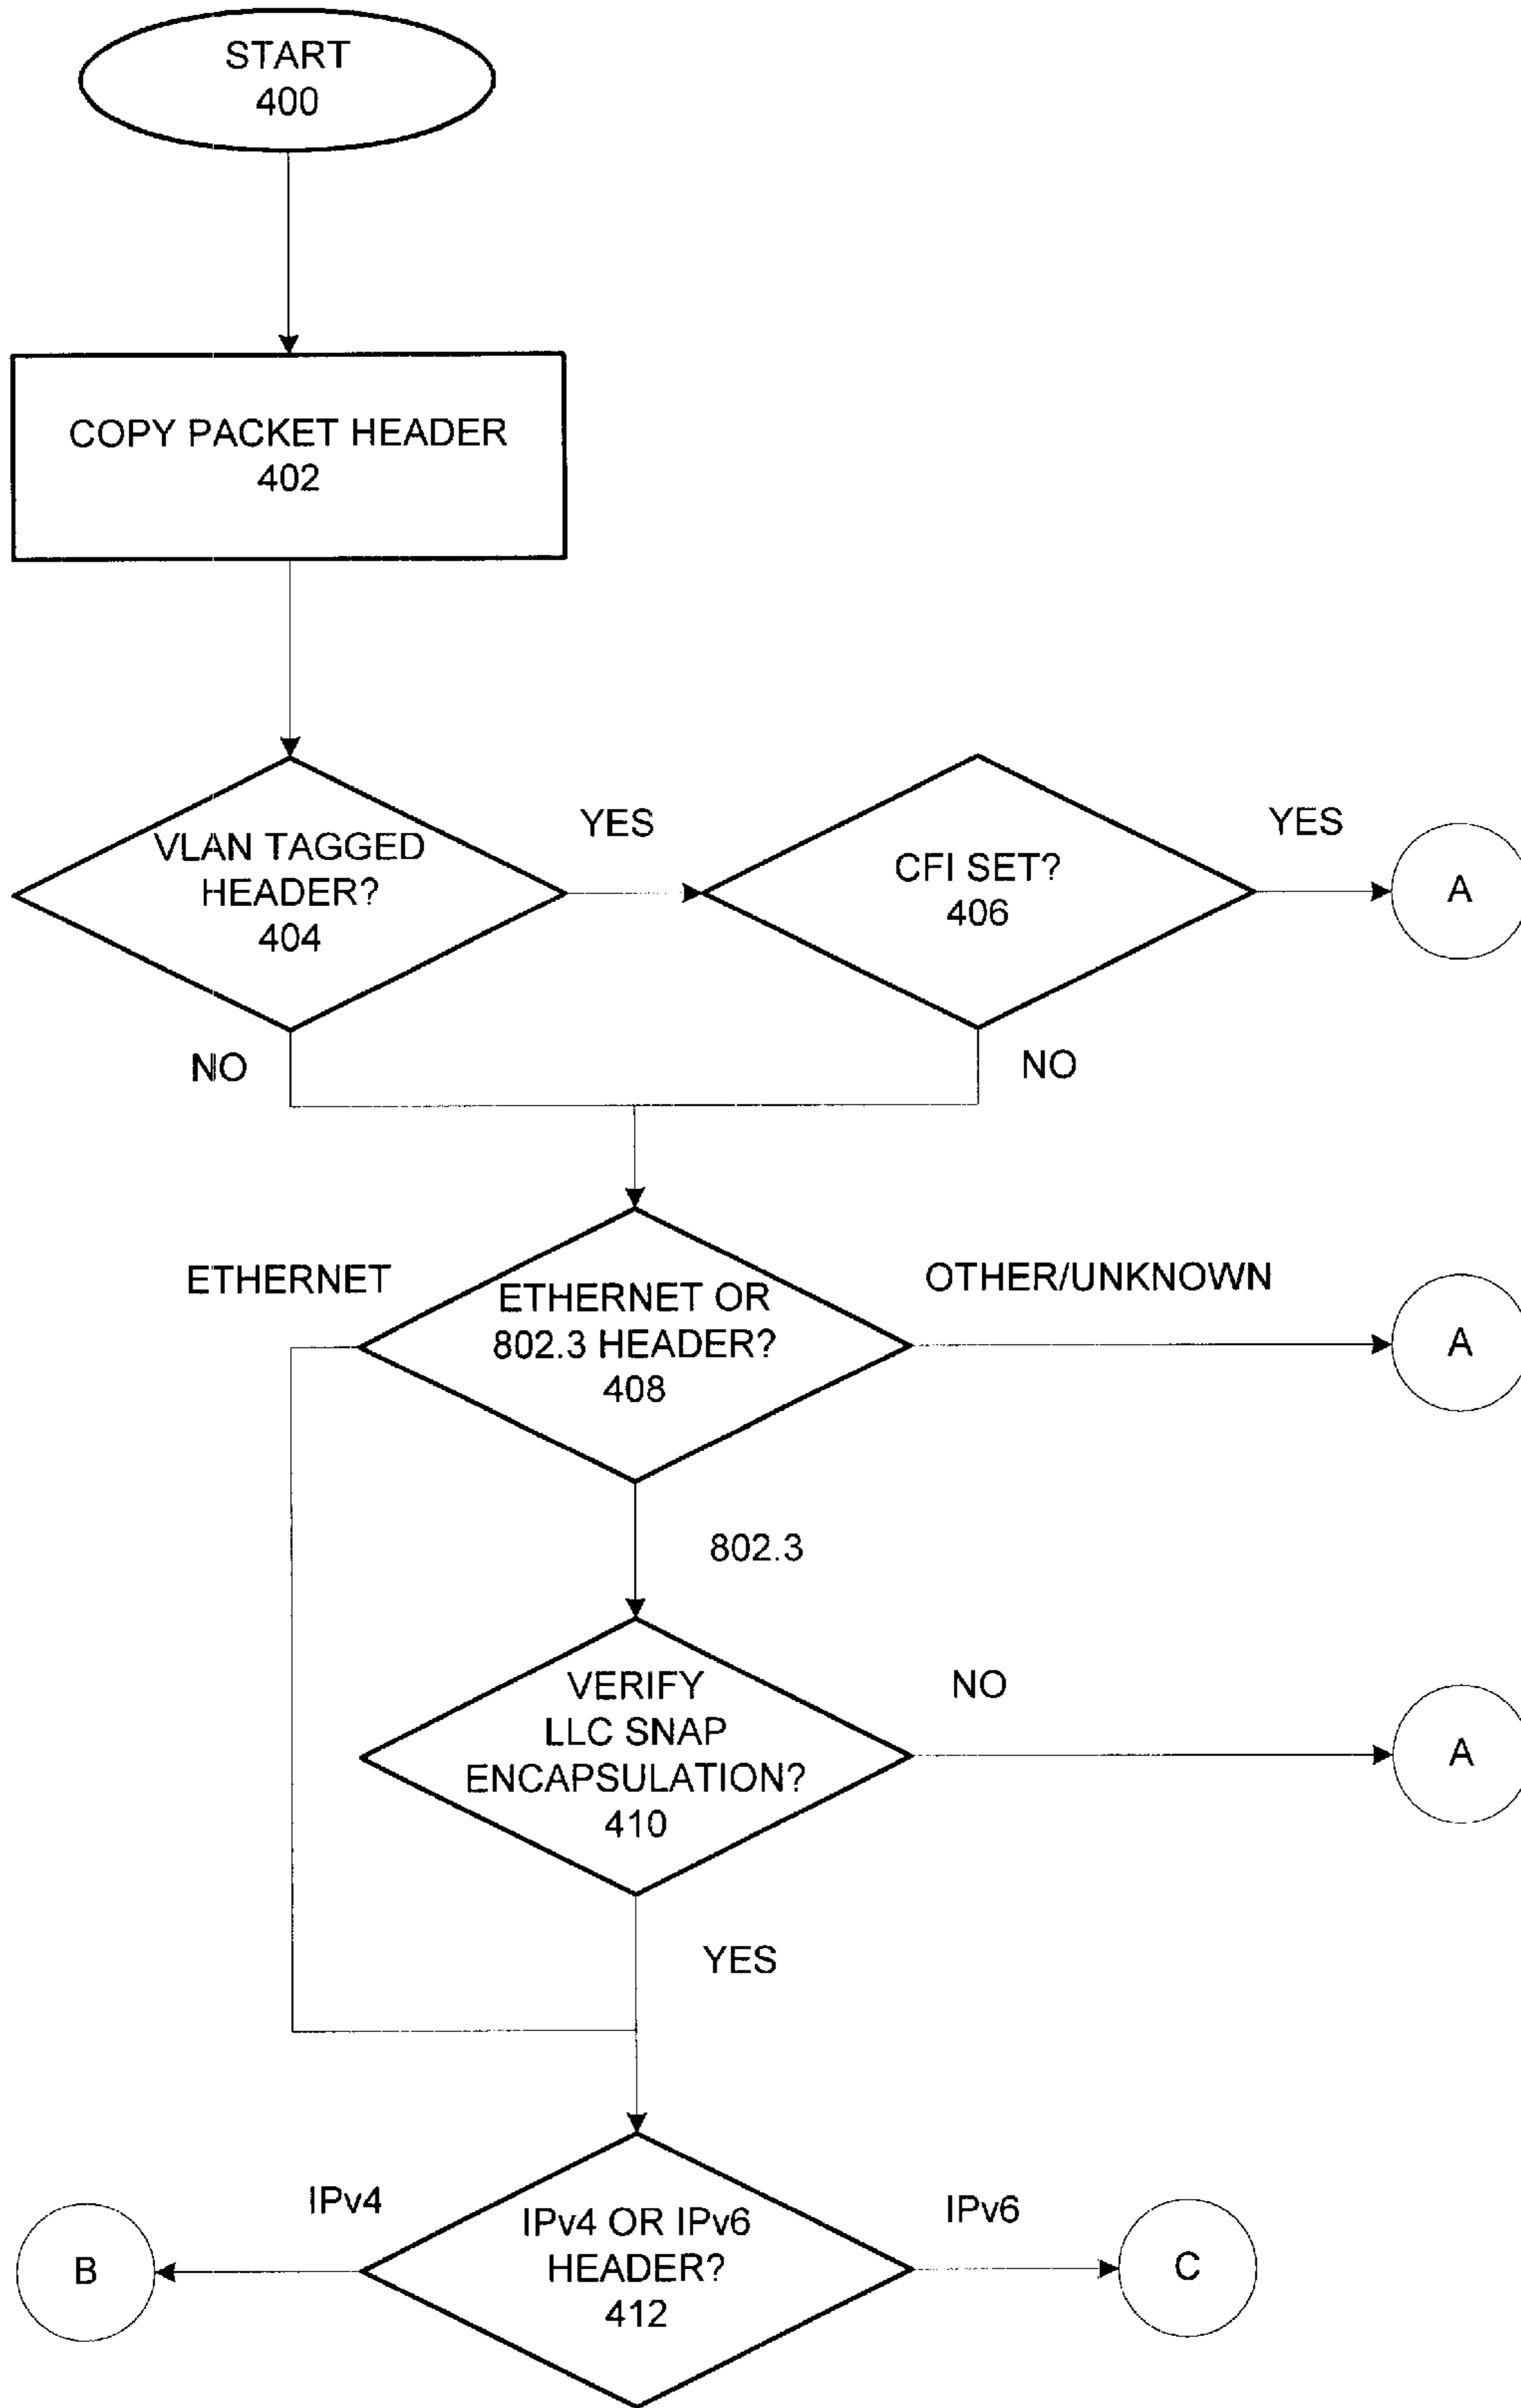 START
400
COPY PACKET HEADER
402
VLAN TAGGED
HEADER?
404
YES
CFI SET?
406
YES
A
NO
NO
ETHERNET
ETHERNET OR
802.3 HEADER?
408
OTHER/UNKNOWN
A
802.3
VERIFY
LLC SNAP
ENCAPSULATION?
410
NO
A
YES
IPv4
IPv4 OR IPv6
HEADER?
412
IPv6
B
C